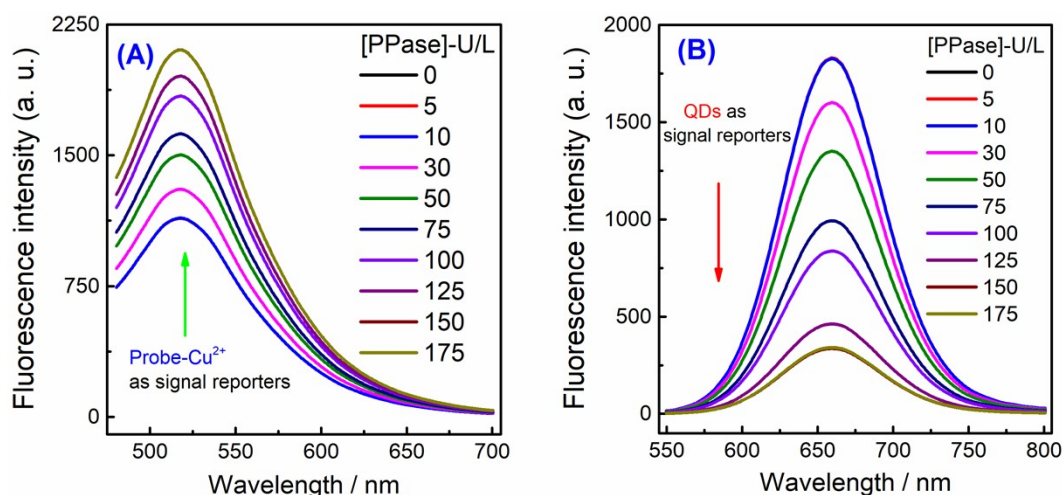 (A)
[PPase]-U/L
0
5
10
30
50
75
100
125
150
175
Probe-Cu²⁺
as signal reporters
Fluorescence intensity (a. u.)
2250
1500
750
0
500 550 600 650 700
Wavelength / nm
(B)
[PPase]-U/L
0
5
10
30
50
75
100
125
150
175
QDs as
signal reporters
Fluorescence intensity (a. u.)
2000
1500
1000
500
0
550 600 650 700 750 800
Wavelength / nm